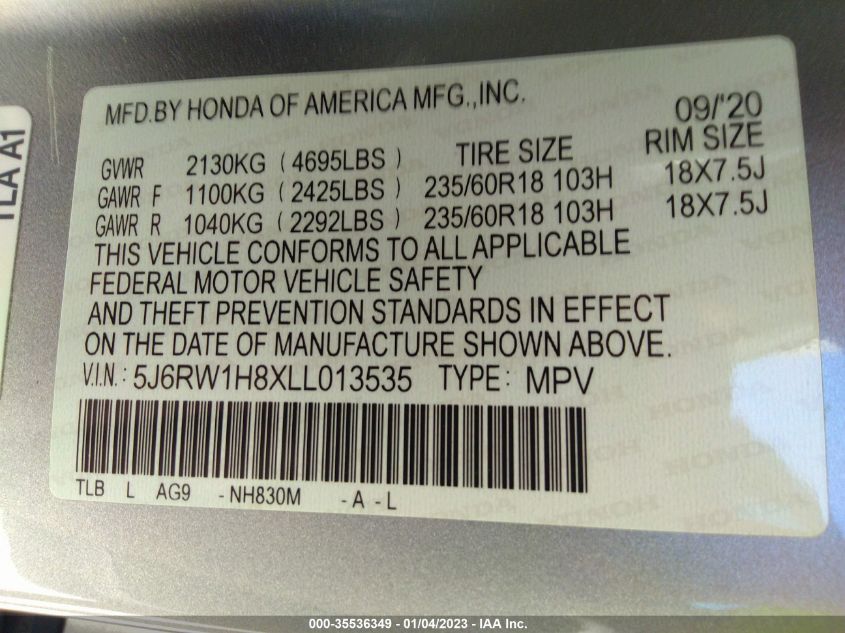 TLA A1
MFD.BY HONDA OF AMERICA MFG.,INC.
09/'20
GVWR 2130KG ( 4695LBS ) TIRE SIZE RIM SIZE
GAWR F 1100KG ( 2425LBS ) 235/60R18 103H 18X7.5J
GAWR R 1040KG ( 2292LBS ) 235/60R18 103H 18X7.5J
THIS VEHICLE CONFORMS TO ALL APPLICABLE
FEDERAL MOTOR VEHICLE SAFETY
AND THEFT PREVENTION STANDARDS IN EFFECT
ON THE DATE OF MANUFACTURE SHOWN ABOVE.
V.I.N.: 5J6RW1H8XLL013535 TYPE: MPV
TLB L AG9 -NH830M -A -L
000-35536349 - 01/04/2023 - IAA Inc.